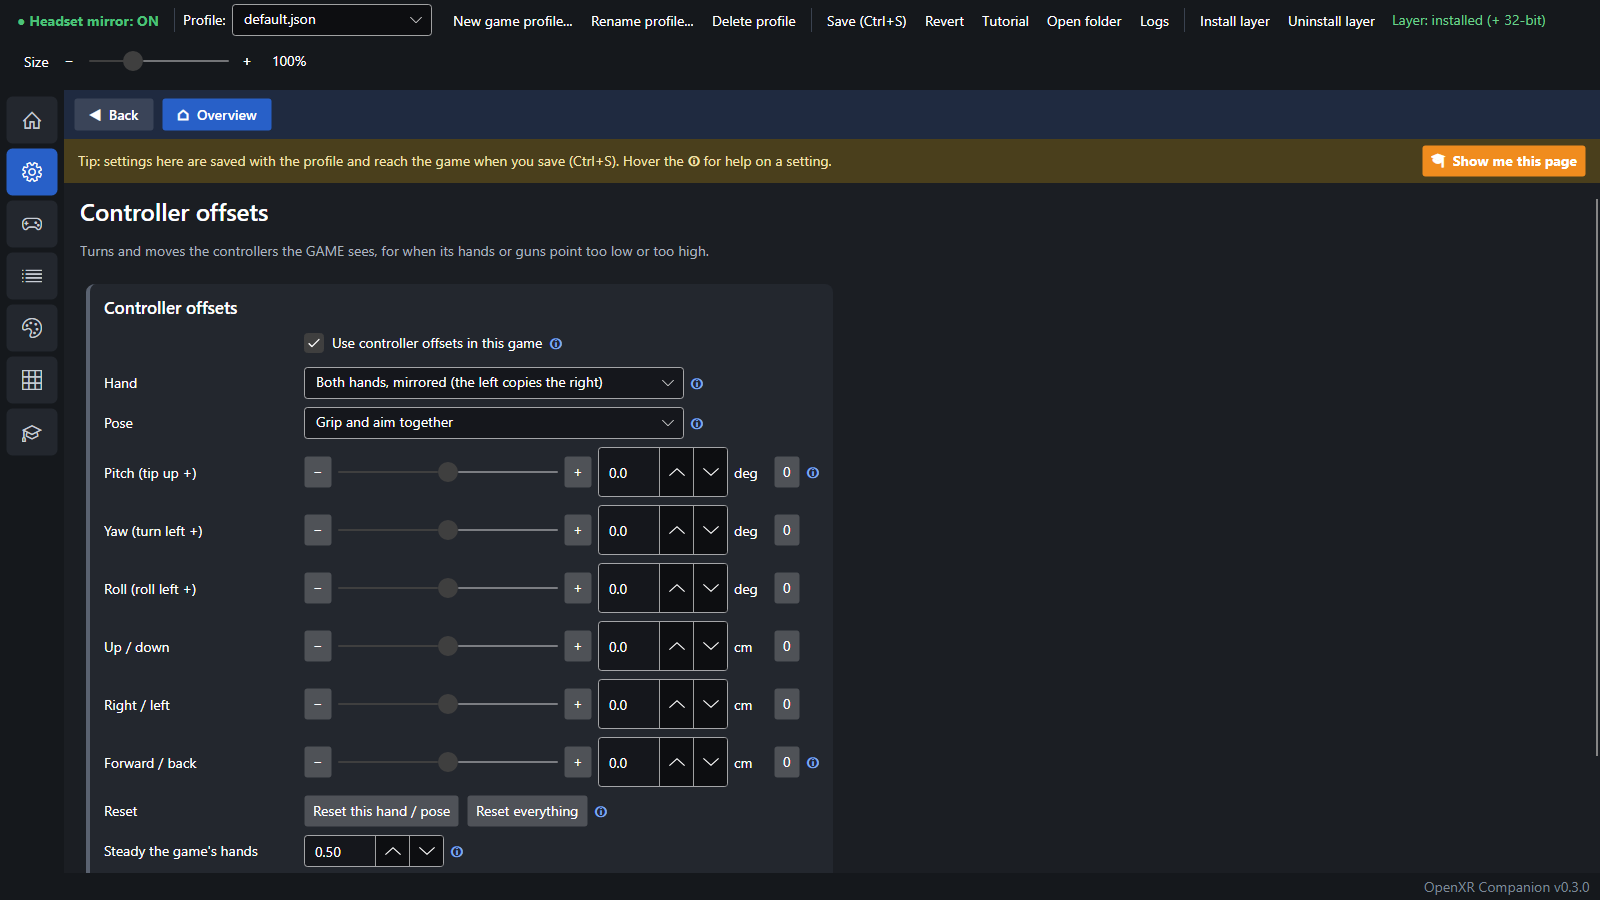 Headset mirror: ON
Profile:
default.json
New game profile...
Rename profile...
Delete profile
Save (Ctrl+S)
Revert
Tutorial
Open folder
Logs
Install layer
Uninstall layer
Layer: installed (+ 32-bit)
Size
−
+
100%
Back
Overview
Tip: settings here are saved with the profile and reach the game when you save (Ctrl+S). Hover the ⓘ for help on a setting.
Show me this page
Controller offsets
Turns and moves the controllers the GAME sees, for when its hands or guns point too low or too high.
Controller offsets
Use controller offsets in this game
Hand
Both hands, mirrored (the left copies the right)
Pose
Grip and aim together
Pitch (tip up +)
−
+
0.0
deg
0
Yaw (turn left +)
−
+
0.0
deg
0
Roll (roll left +)
−
+
0.0
deg
0
Up / down
−
+
0.0
cm
0
Right / left
−
+
0.0
cm
0
Forward / back
−
+
0.0
cm
0
Reset
Reset this hand / pose
Reset everything
Steady the game's hands
0.50
OpenXR Companion v0.3.0